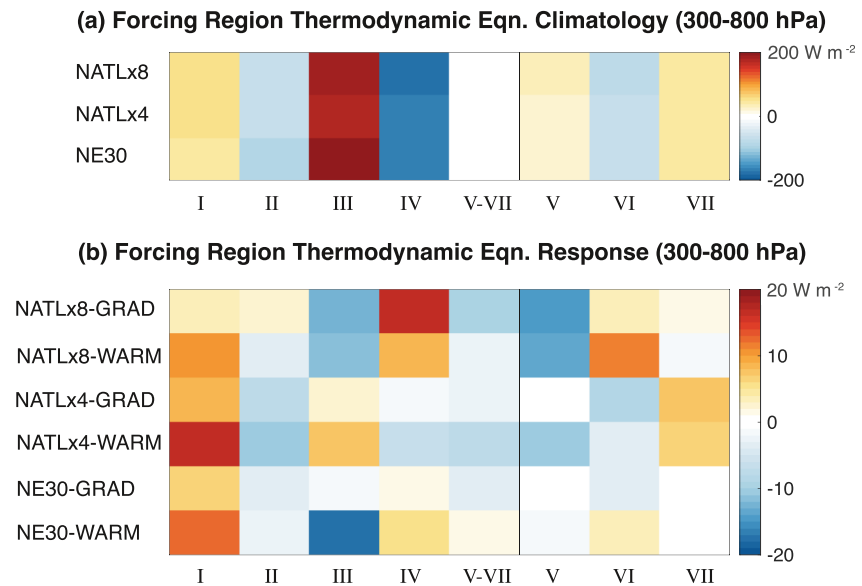 (a) Forcing Region Thermodynamic Eqn. Climatology (300-800 hPa)
200 W m-2
NATLx8
NATLx4
0
NE30
-200
I II III IV V-VII V VI VII
(b) Forcing Region Thermodynamic Eqn. Response (300-800 hPa)
20 W m-2
NATLx8-GRAD
NATLx8-WARM
10
NATLx4-GRAD
0
NATLx4-WARM
NE30-GRAD
-10
NE30-WARM
-20
I II III IV V-VII V VI VII